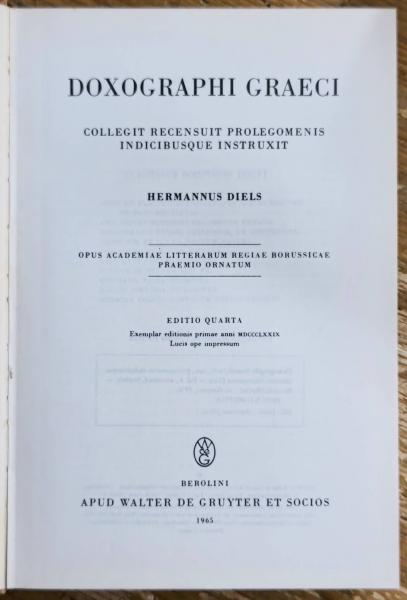 DOXOGRAPHI GRAECI
COLLEGIT RECENSUIT PROLEGOMENIS
INDICIBUSQUE INSTRUXIT
HERMANNUS DIELS
OPUS ACADEMIAE LITTERARUM REGIAE BORUSSICAE
PRAEMIO ORNATUM
EDITIO QUARTA
Exemplar editionis primae anni MDCCCLXXIX
Lucis ope impressum
W
d
G
BEROLINI
APUD WALTER DE GRUYTER ET SOCIOS
1965